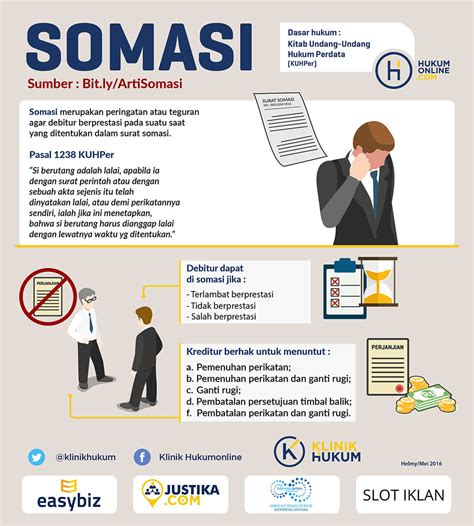 SOMASI
Sumber : Bit.ly/ArtiSomasi
Dasar hukum :
Kitab Undang-Undang
Hukum Perdata
[KUHPer]
HUKUM
ONLINE
.COM
Somasi merupakan peringatan atau teguran
agar debitur berprestasi pada suatu saat
yang ditentukan dalam surat somasi.
SURAT SOMASI
Pasal 1238 KUHPer
“Si berutang adalah lalai, apabila ia
dengan surat perintah atau dengan
sebuah akta sejenis itu telah
dinyatakan lalai, atau demi perikatannya
sendiri, ialah jika ini menetapkan,
bahwa si berutang harus dianggap lalai
dengan lewatnya waktu yg ditentukan.”
PERJANJIAN
Debitur dapat
di somasi jika :
- Terlambat berprestasi
- Tidak berprestasi
- Salah berprestasi
Kreditur berhak untuk menuntut :
a. Pemenuhan perikatan;
b. Pemenuhan perikatan dan ganti rugi;
c. Ganti rugi;
d. Pembatalan persetujuan timbal balik;
f. Pembatalan perikatan dan ganti rugi.
PERJANJIAN
@klinikhukum
Klinik Hukumonline
KLINIK
HUKUM
Helmy/Mei 2016
easybiz
JUSTIKA
.COM
SLOT IKLAN